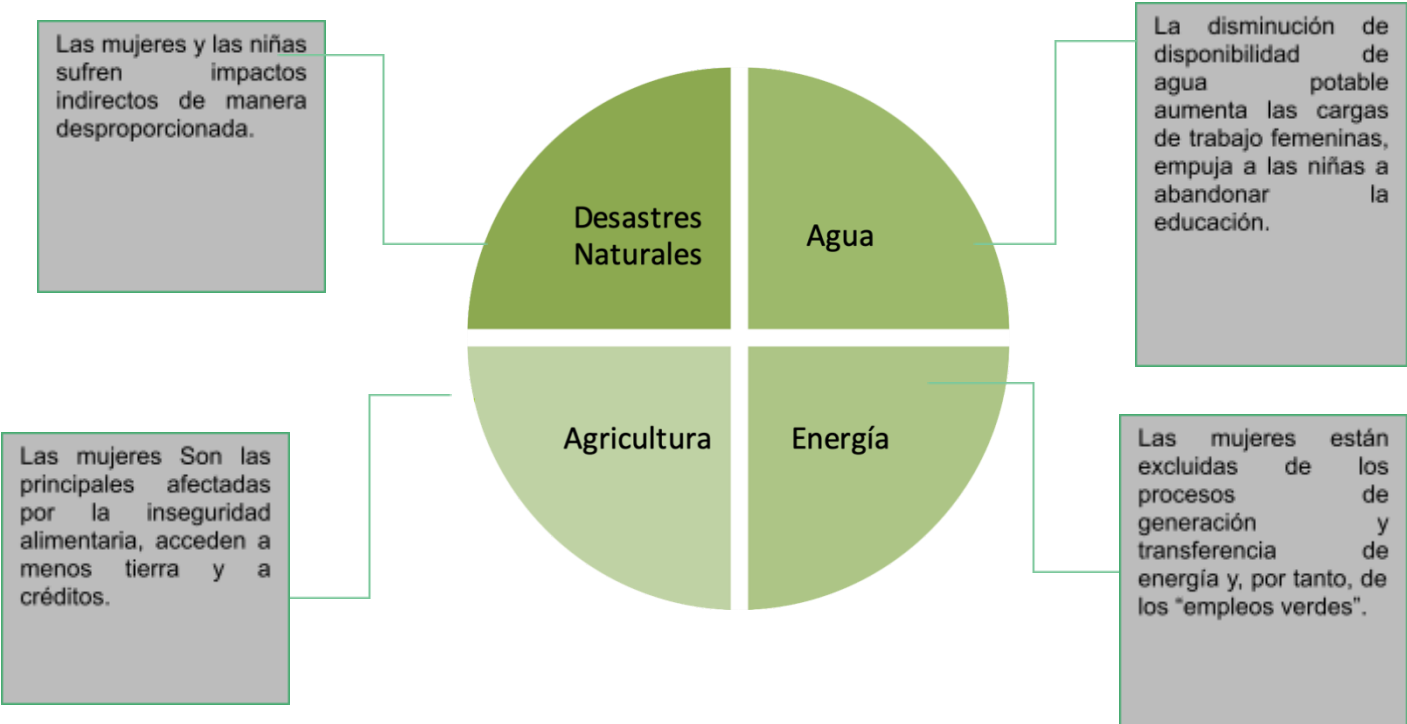 Las mujeres y las niñas
sufren impactos
indirectos de manera
desproporcionada.
La disminución de
disponibilidad de
agua potable
aumenta las cargas
de trabajo femeninas,
empuja a las niñas a
abandonar la
educación.
Desastres
Naturales
Agua
Agricultura
Energía
Las mujeres Son las
principales afectadas
por la inseguridad
alimentaria, acceden a
menos tierra y a
créditos.
Las mujeres están
excluidas de los
procesos de
generación y
transferencia de
energía y, por tanto, de
los “empleos verdes”.